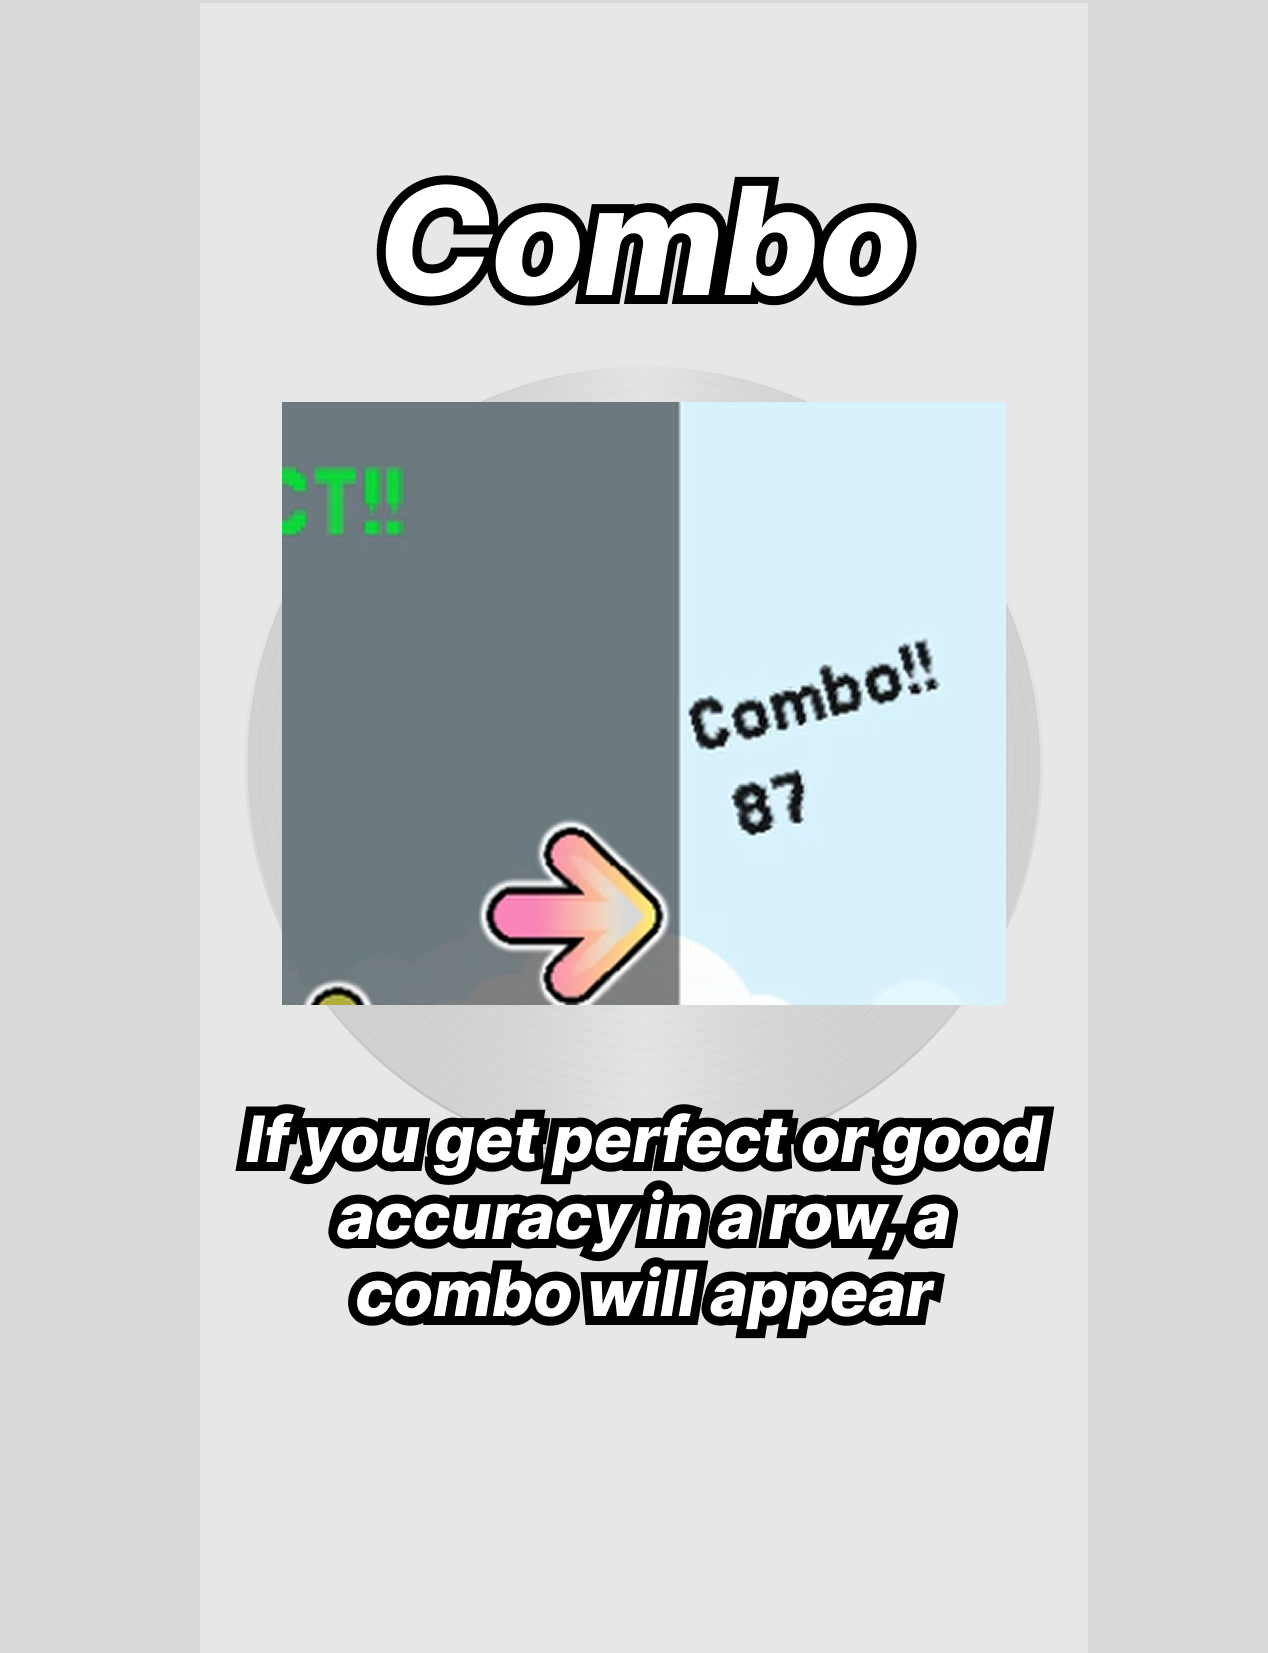 Combo
CT!!
Combo!!
87
If you get perfect or good
accuracy in a row, a
combo will appear